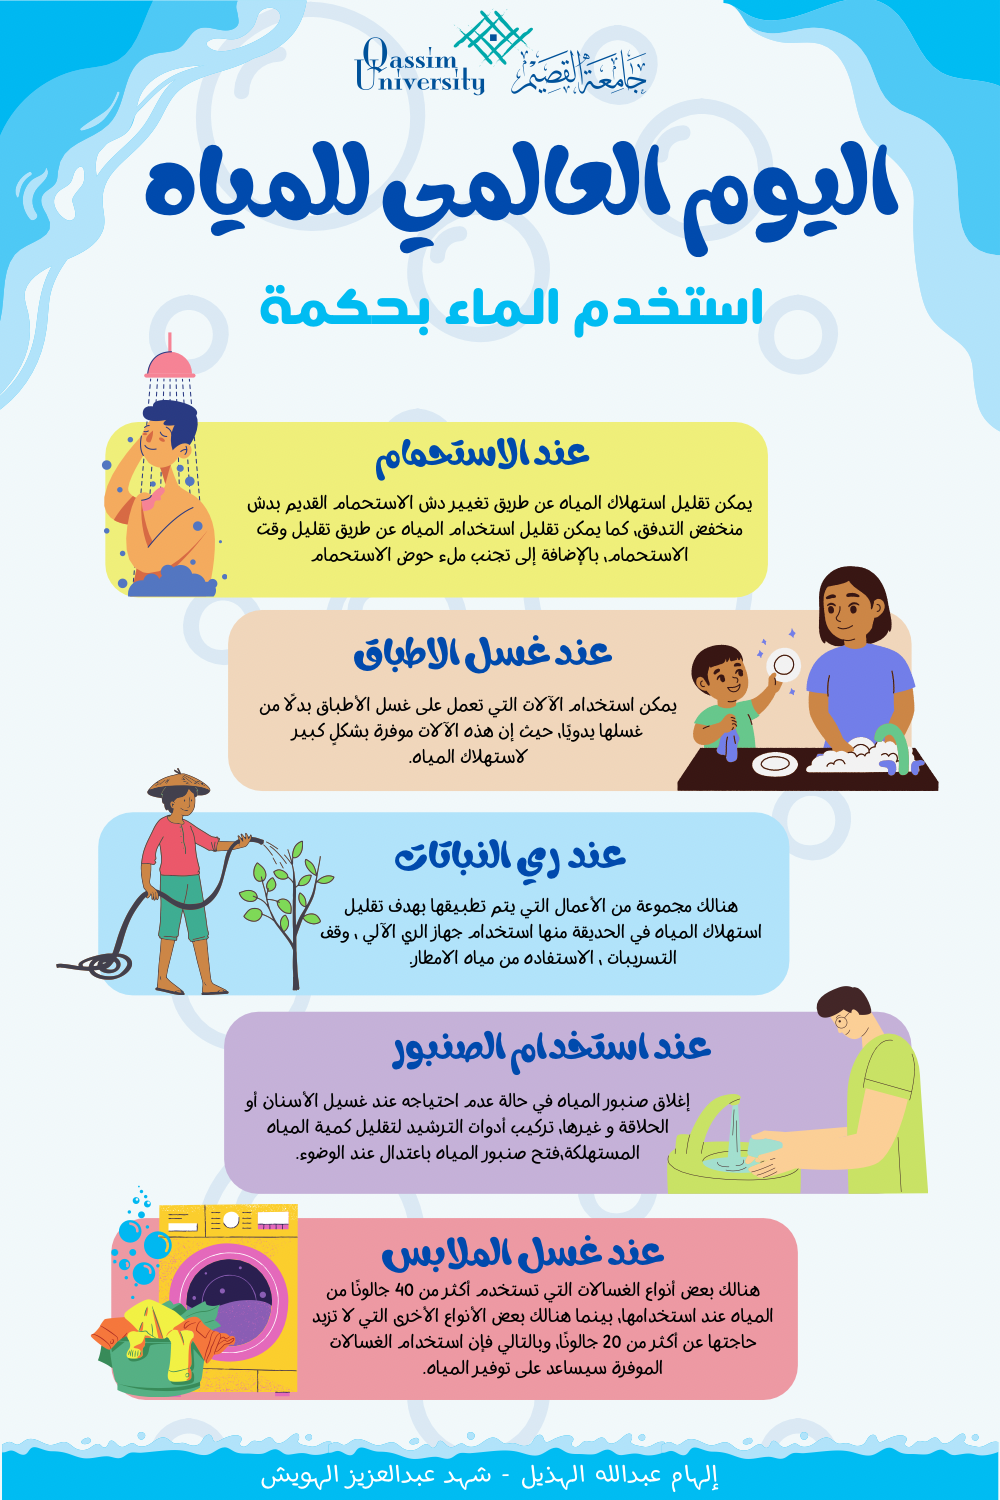 Qassim
University
جامعة القصيم
اليوم العالمي للمياه
استخدم الماء بحكمة
عند الاستحمام
يمكن تقليل استهلاك المياه عن طريق تغيير دش الاستحمام القديم بدش
منخفض التدفق، كما يمكن تقليل استخدام المياه عن طريق تقليل وقت
الاستحمام، بالإضافة إلى تجنب ملء حوض الاستحمام
عند غسل الاطباق
يمكن استخدام الآلات التي تعمل على غسل الأطباق بدلًا من
غسلها يدويًا، حيث إن هذه الآلات موفرة بشكلٍ كبير
لاستهلاك المياه.
عند ري النباتات
هنالك مجموعة من الأعمال التي يتم تطبيقها بهدف تقليل
استهلاك المياه في الحديقة منها استخدام جهاز الري الآلي ، وقف
التسريبات ، الاستفاده من مياه الامطار.
عند استخدام الصنبور
إغلاق صنبور المياه في حالة عدم احتياجه عند غسيل الأسنان أو
الحلاقة و غيرها، تركيب أدوات الترشيد لتقليل كمية المياه
المستهلكة،فتح صنبور المياه باعتدال عند الوضوء.
عند غسل الملابس
هنالك بعض أنواع الغسالات التي تستخدم أكثر من 40 جالونًا من
المياه عند استخدامها، بينما هنالك بعض الأنواع الأخرى التي لا تزيد
حاجتها عن أكثر من 20 جالونًا، وبالتالي فإن استخدام الغسالات
الموفرة سيساعد على توفير المياه.
إلهام عبدالله الهذيل - شهد عبدالعزيز الهويش